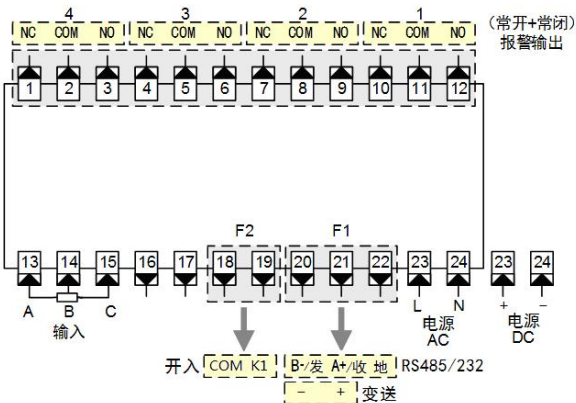 4 3 2 1
NC COM NO NC COM NO NC COM NO NC COM NO (常开+常闭)
报警输出
1 2 3 4 5 6 7 8 9 10 11 12
F2 F1
13 14 15 16 17 18 19 20 21 22 23 24 23 24
A B C L N + −
输入 电源 电源
AC DC
开入 COM K1 B-/发 A+/收 地 RS485/232
− + 变送